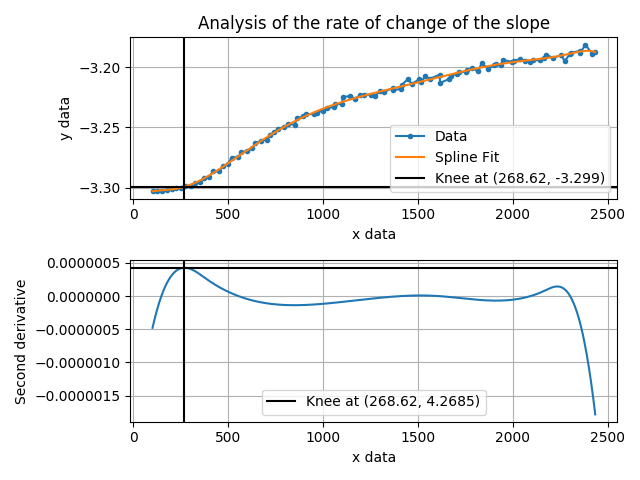 Analysis of the rate of change of the slope
y data
−3.20
−3.25
−3.30
Data
Spline Fit
Knee at (268.62, -3.299)
0 500 1000 1500 2000 2500
x data
Second derivative
0.0000005
0.0000000
−0.0000005
−0.0000010
−0.0000015
Knee at (268.62, 4.2685)
0 500 1000 1500 2000 2500
x data